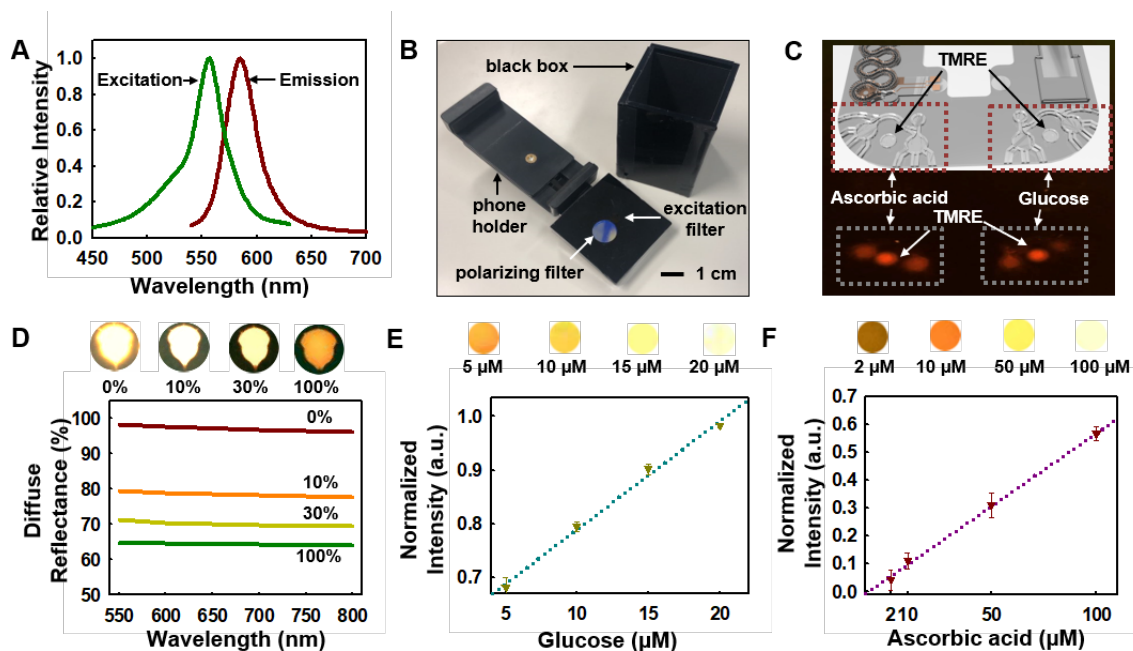 A
Excitation
Emission
Relative Intensity
1.0
0.8
0.6
0.4
0.2
0.0
450 500 550 600 650 700
Wavelength (nm)
B
black box
phone
holder
excitation
filter
polarizing filter
1 cm
C
TMRE
Ascorbic acid
Glucose
TMRE
D
0% 10% 30% 100%
Diffuse
Reflectance (%)
100
90
80
70
60
50
0%
10%
30%
100%
550 600 650 700 750 800
Wavelength (nm)
E
5 µM 10 µM 15 µM 20 µM
Normalized
Intensity (a.u.)
1.0
0.9
0.8
0.7
5 10 15 20
Glucose (µM)
F
2 µM 10 µM 50 µM 100 µM
Normalized
Intensity (a.u.)
0.7
0.6
0.5
0.4
0.3
0.2
0.1
0.0
210 50 100
Ascorbic acid (µM)